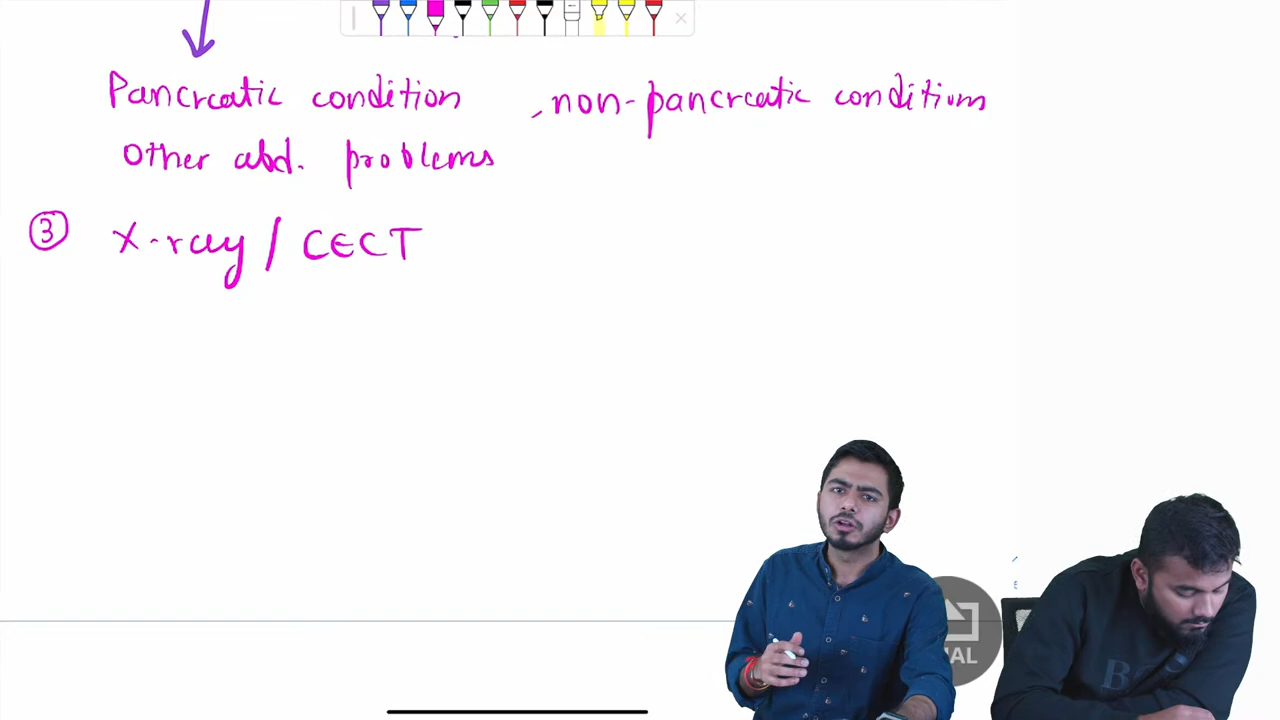 Pancreatic condition , non-pancreatic conditions
Other abd. problems
③ X-ray / CECT